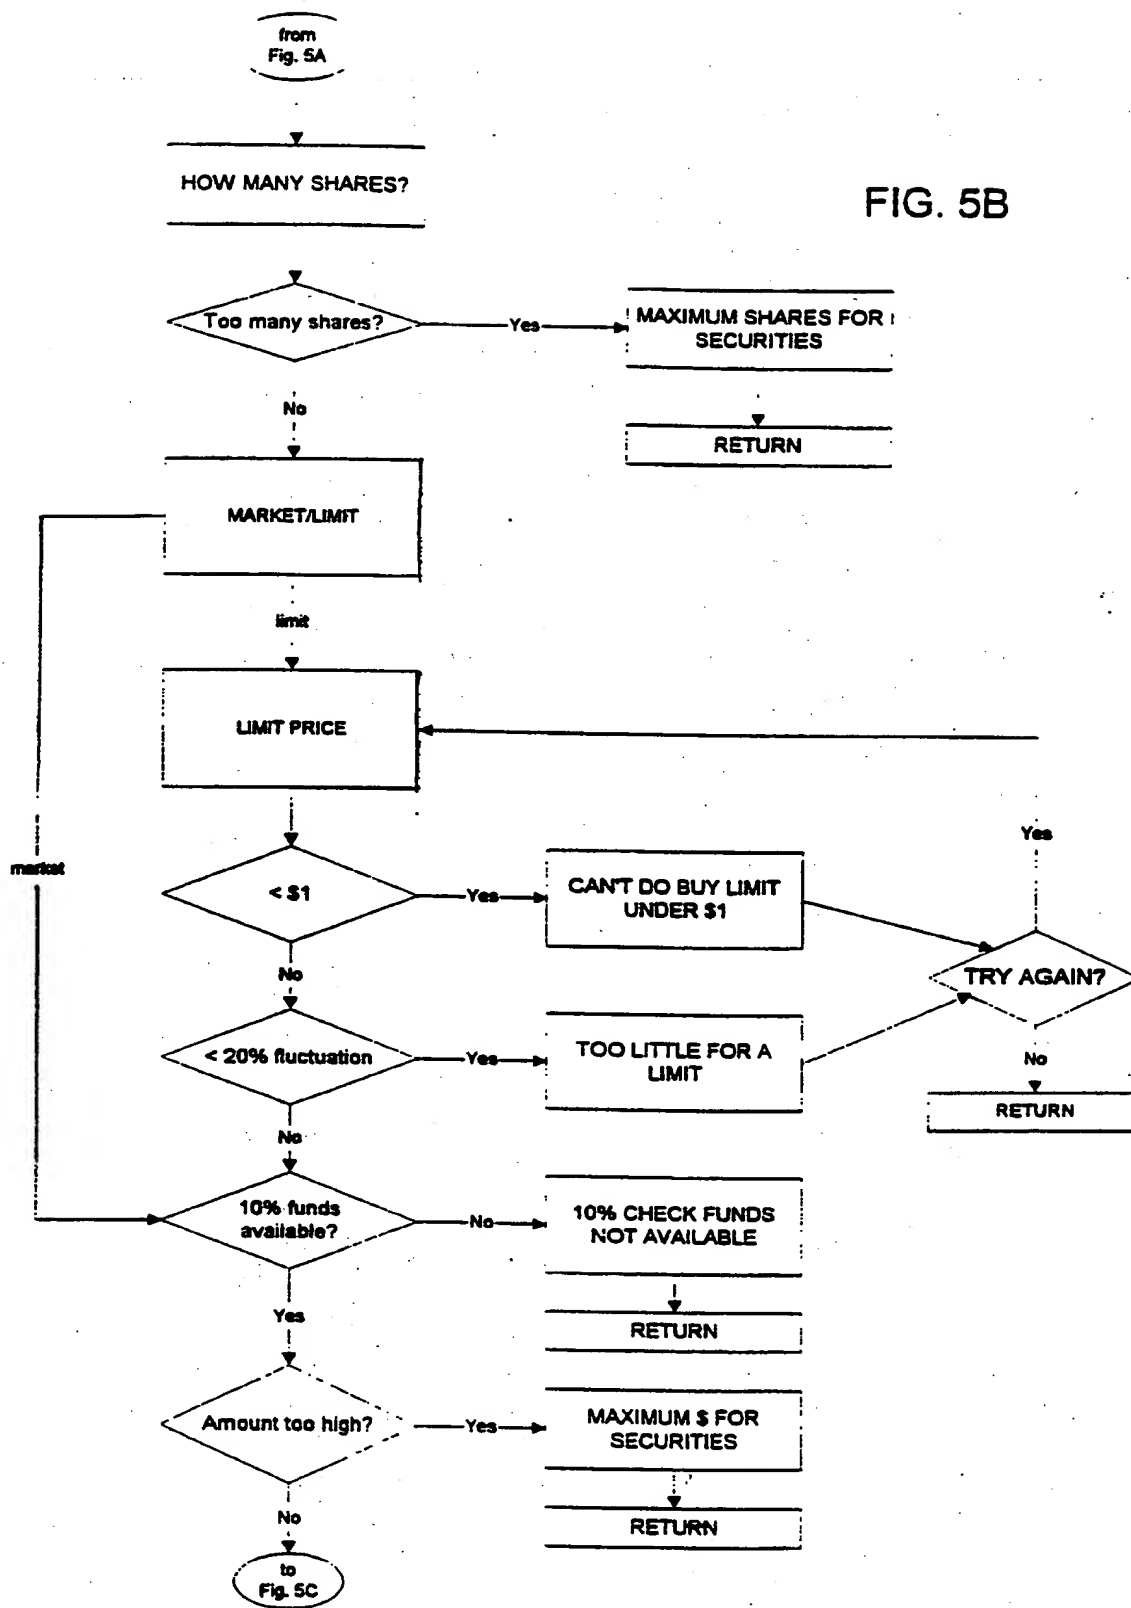 from
Fig. 5A
HOW MANY SHARES?
FIG. 5B
Too many shares?
Yes
MAXIMUM SHARES FOR
SECURITIES
No
RETURN
MARKET/LIMIT
limit
LIMIT PRICE
market
Yes
< $1
Yes
CAN'T DO BUY LIMIT
UNDER $1
TRY AGAIN?
No
< 20% fluctuation
Yes
TOO LITTLE FOR A
LIMIT
No
RETURN
No
10% funds
available?
No
10% CHECK FUNDS
NOT AVAILABLE
Yes
RETURN
Amount too high?
Yes
MAXIMUM $ FOR
SECURITIES
No
RETURN
to
Fig. 5C